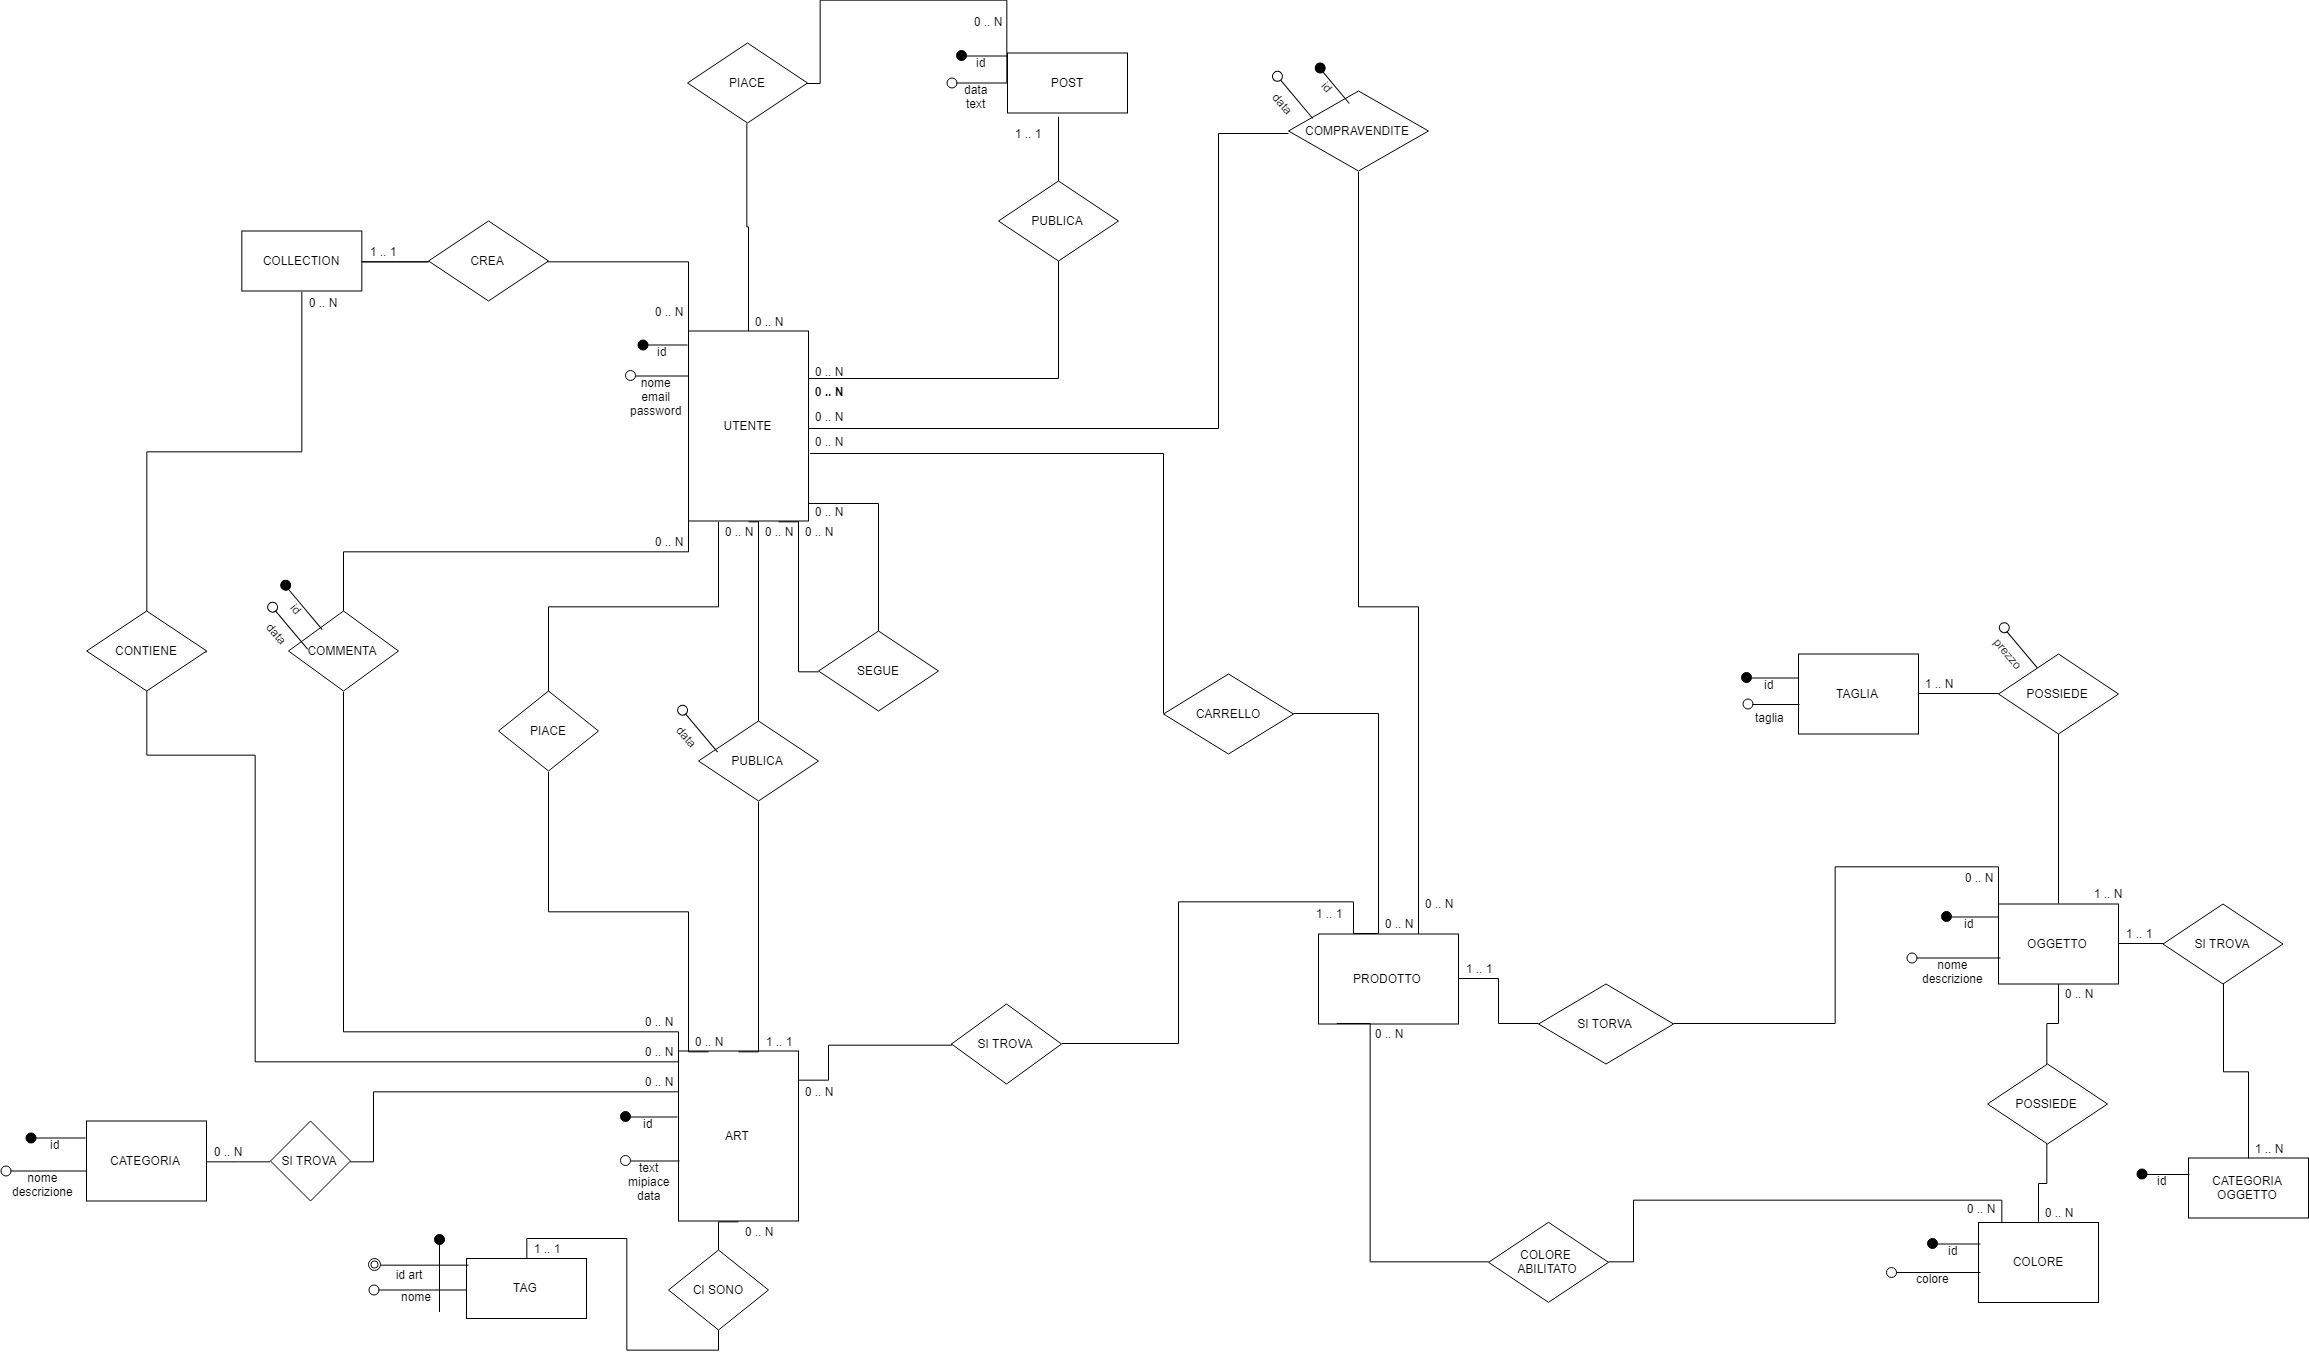 0 .. N
id
data
text
POST
PIACE
1 .. 1
id
data
COMPRAVENDITE
PUBLICA
COLLECTION
1 .. 1
CREA
0 .. N
0 .. N
0 .. N
id
nome
email
password
UTENTE
0 .. N
0 .. N
0 .. N
0 .. N
0 .. N
0 .. N
0 .. N
0 .. N
0 .. N
id
data
CONTIENE
COMMENTA
SEGUE
PIACE
data
PUBLICA
CARRELLO
prezzo
id
taglia
TAGLIA
1 .. N
POSSIEDE
0 .. N
1 .. N
1 .. 1
0 .. N
0 .. N
id
nome
descrizione
OGGETTO
1 .. 1
SI TROVA
PRODOTTO
1 .. 1
0 .. N
SI TORVA
0 .. N
SI TROVA
0 .. N
0 .. N
0 .. N
1 .. 1
0 .. N
0 .. N
id
text
mipiace
data
ART
0 .. N
POSSIEDE
id
nome
descrizione
CATEGORIA
0 .. N
SI TROVA
1 .. N
id
CATEGORIA
OGGETTO
0 .. N
0 .. N
0 .. N
id
colore
COLORE
COLORE
ABILITATO
1 .. 1
id art
nome
TAG
CI SONO